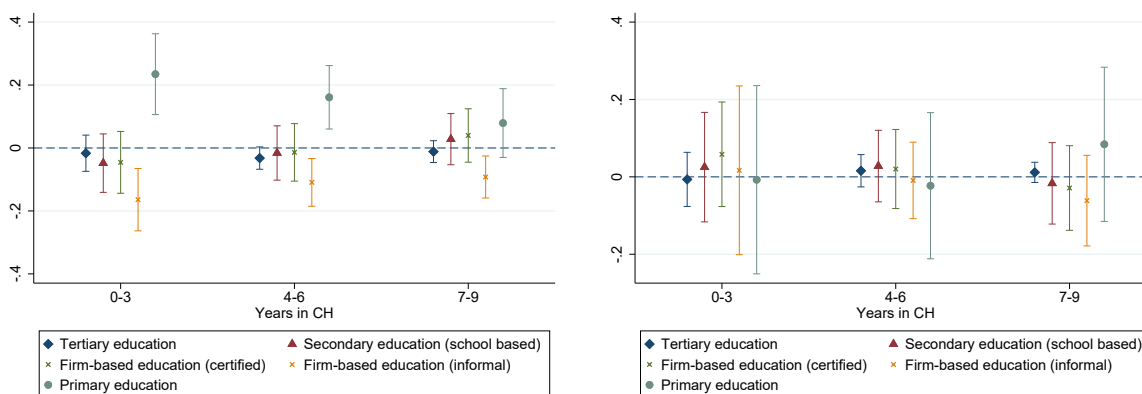 .4
.2
0
-.2
-.4
0-3
4-6
7-9
Years in CH
Tertiary education
Secondary education (school based)
Firm-based education (certified)
Firm-based education (informal)
Primary education
.4
.2
0
-.2
0-3
4-6
7-9
Years in CH
Tertiary education
Secondary education (school based)
Firm-based education (certified)
Firm-based education (informal)
Primary education